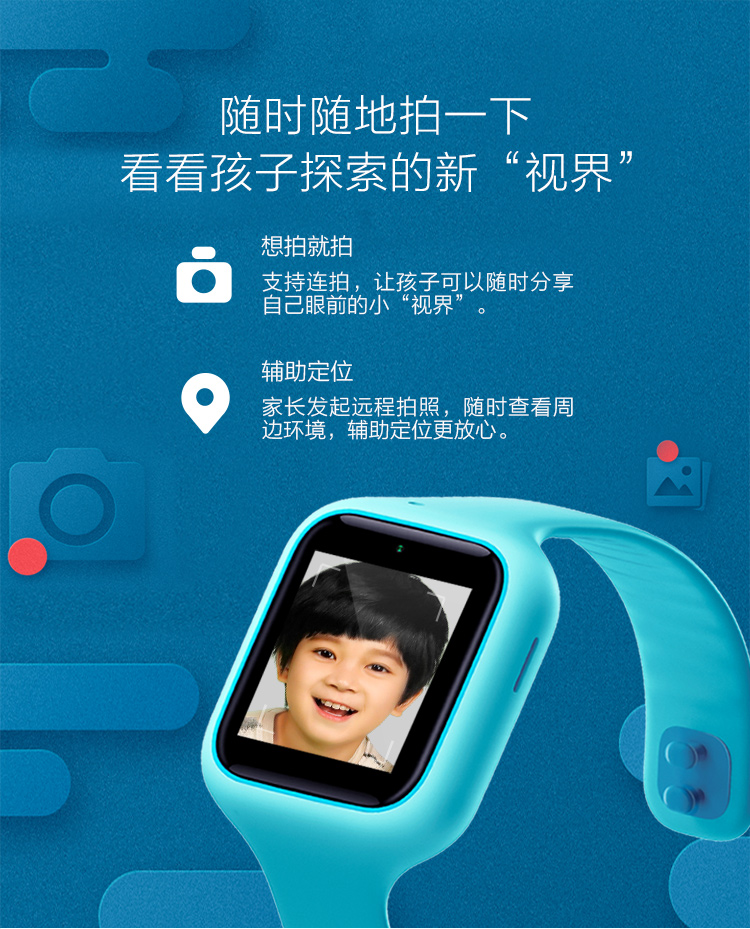 随时随地拍一下
看看孩子探索的新“视界”
想拍就拍
支持连拍，让孩子可以随时分享
自己眼前的小“视界”。
辅助定位
家长发起远程拍照，随时查看周
边环境，辅助定位更放心。